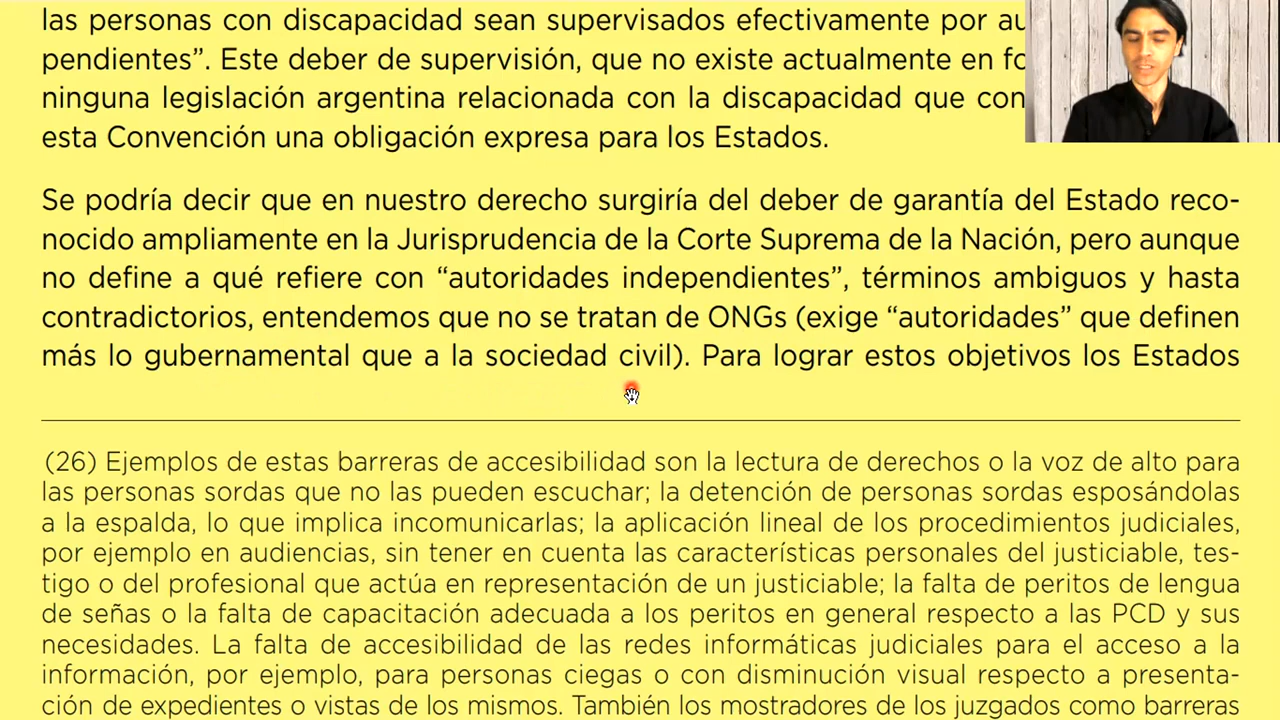 las personas con discapacidad sean supervisados efectivamente por
pendientes”. Este deber de supervisión, que no existe actualmente en
ninguna legislación argentina relacionada con la discapacidad que
esta Convención una obligación expresa para los Estados.
Se podría decir que en nuestro derecho surgiría del deber de garantía del Estado reco-
nocido ampliamente en la Jurisprudencia de la Corte Suprema de la Nación, pero aunque
no define a qué refiere con “autoridades independientes”, términos ambiguos y hasta
contradictorios, entendemos que no se tratan de ONGs (exige “autoridades” que definen
más lo gubernamental que a la sociedad civil). Para lograr estos objetivos los Estados
(26) Ejemplos de estas barreras de accesibilidad son la lectura de derechos o la voz de alto para
las personas sordas que no las pueden escuchar; la detención de personas sordas esposándolas
a la espalda, lo que implica incomunicarlas; la aplicación lineal de los procedimientos judiciales,
por ejemplo en audiencias, sin tener en cuenta las características personales del justiciable, tes-
tigo o del profesional que actúa en representación de un justiciable; la falta de peritos de lengua
de señas o la falta de capacitación adecuada a los peritos en general respecto a las PCD y sus
necesidades. La falta de accesibilidad de las redes informáticas judiciales para el acceso a la
información, por ejemplo, para personas ciegas o con disminución visual respecto a presenta-
ción de expedientes o vistas de los mismos. También los mostradores de los juzgados como barreras